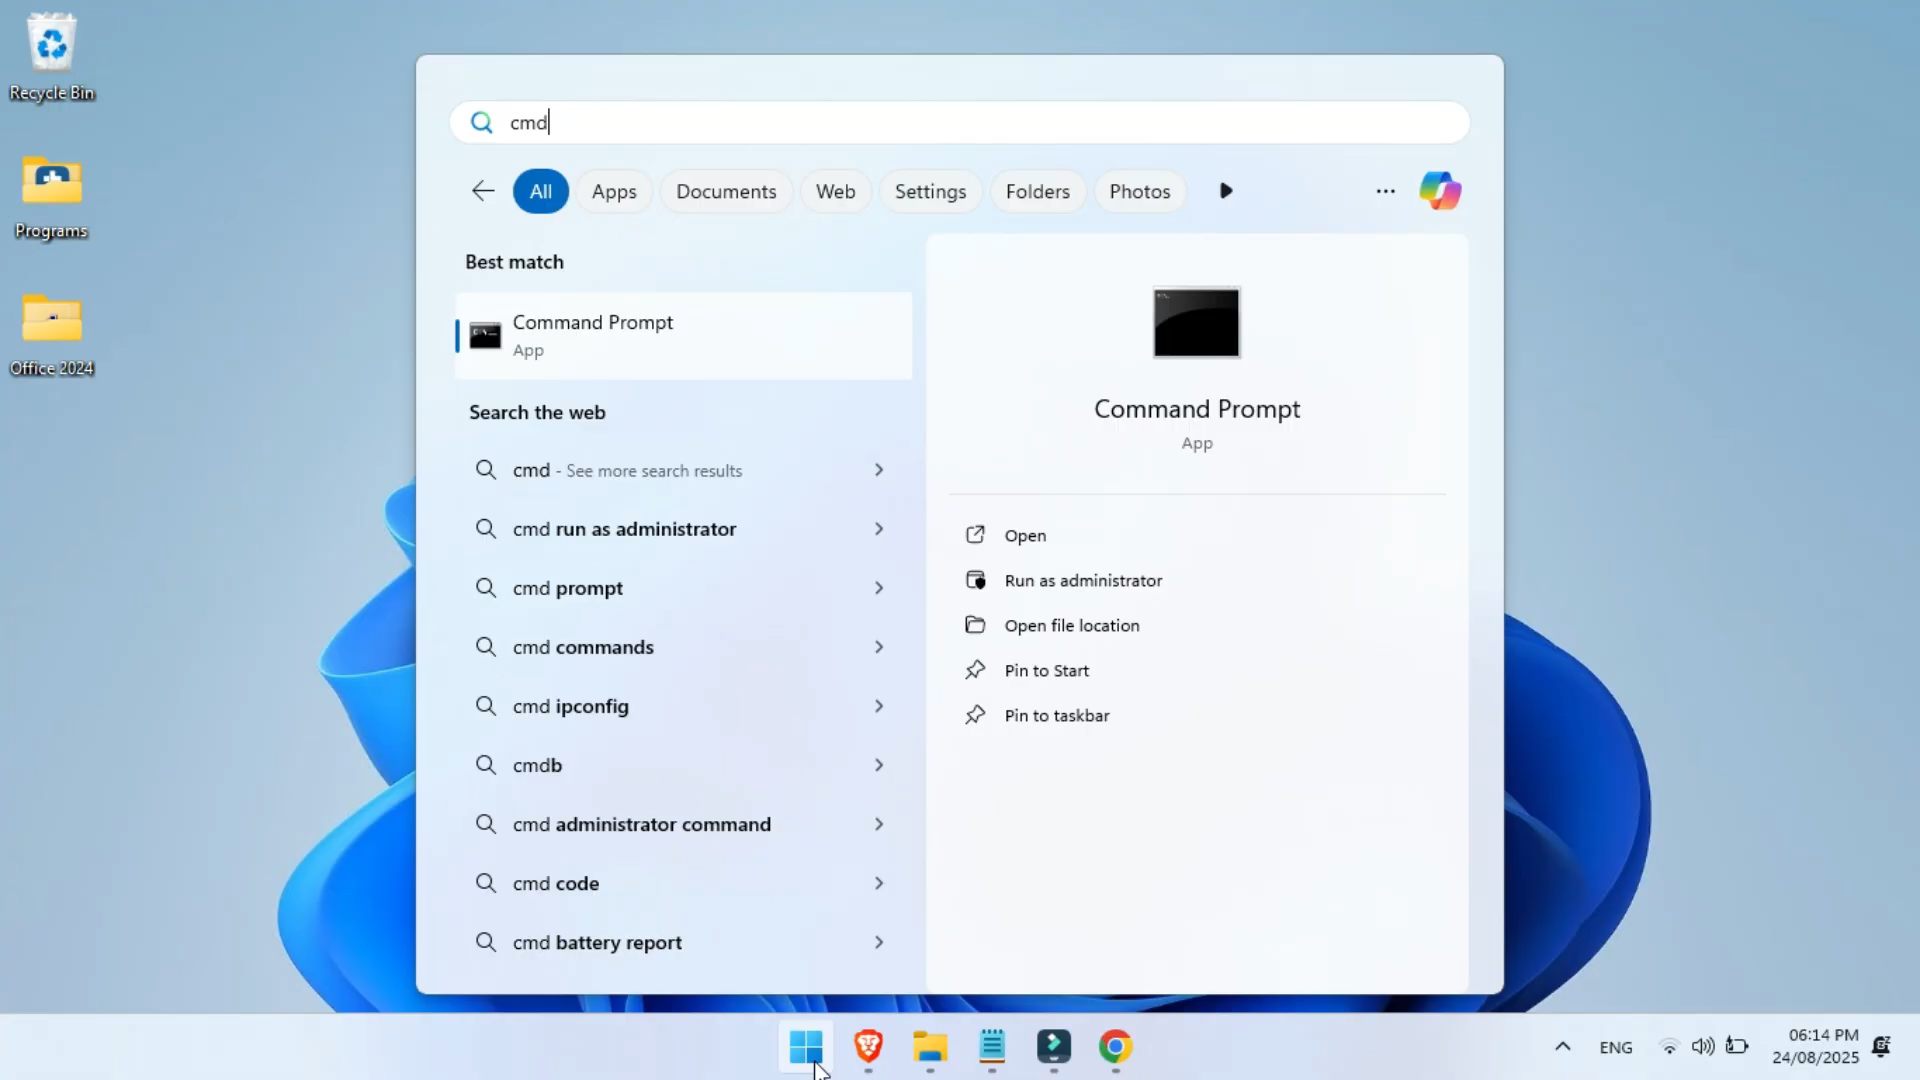 Recycle Bin
Programs
Office 2024
cmd
All Apps Documents Web Settings Folders Photos
Best match
Command Prompt
App
Search the web
cmd - See more search results
cmd run as administrator
cmd prompt
cmd commands
cmd ipconfig
cmdb
cmd administrator command
cmd code
cmd battery report
Command Prompt
App
Open
Run as administrator
Open file location
Pin to Start
Pin to taskbar
ENG
06:14 PM
24/08/2025